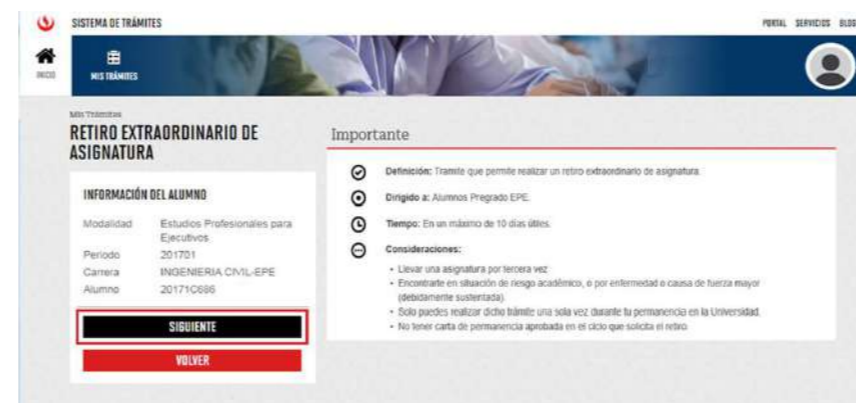 SISTEMA DE TRÁMITES
PORTAL SERVICIOS BLOG
INICIO
MIS TRÁMITES
Mis Trámites
RETIRO EXTRAORDINARIO DE
ASIGNATURA
INFORMACIÓN DEL ALUMNO
Modalidad Estudios Profesionales para
Ejecutivos
Periodo 201701
Carrera INGENIERIA CIVIL-EPE
Alumno 20171C686
SIGUIENTE
VOLVER
Importante
Definición: Tramite que permite realizar un retiro extraordinario de asignatura.
Dirigido a: Alumnos Pregrado EPE.
Tiempo: En un máximo de 10 días útiles.
Consideraciones:
• Llevar una asignatura por tercera vez
• Encontrarte en situación de riesgo académico, o por enfermedad o causa de fuerza mayor
(debidamente sustentada).
• Solo puedes realizar dicho trámite una sola vez durante tu permanencia en la Universidad.
• No tener carta de permanencia aprobada en el ciclo que solicita el retiro.